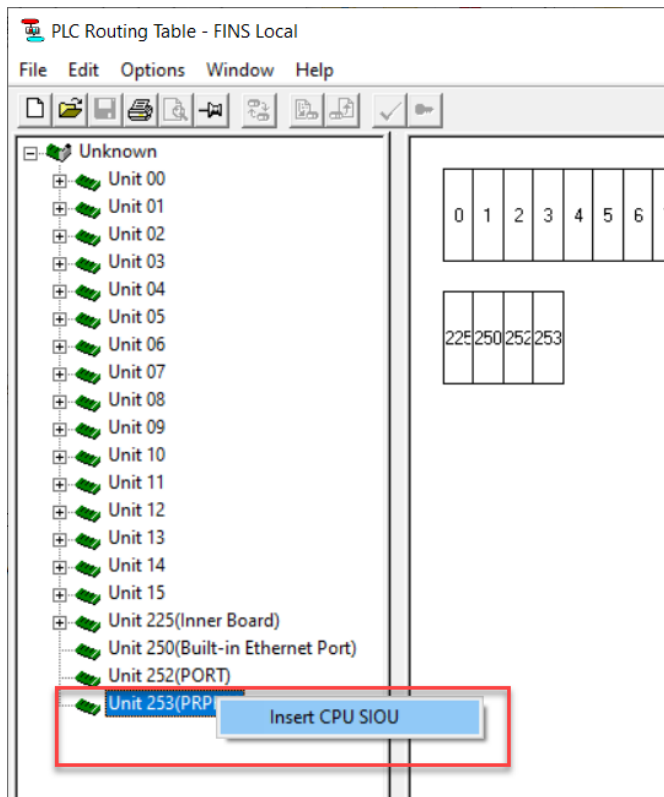 PLC Routing Table - FINS Local
File Edit Options Window Help
Unknown
Unit 00
Unit 01
Unit 02
Unit 03
Unit 04
Unit 05
Unit 06
Unit 07
Unit 08
Unit 09
Unit 10
Unit 11
Unit 12
Unit 13
Unit 14
Unit 15
Unit 225(Inner Board)
Unit 250(Built-in Ethernet Port)
Unit 252(PORT)
Unit 253(PRP
Insert CPU SIOU
0 1 2 3 4 5 6
225 250 252 253